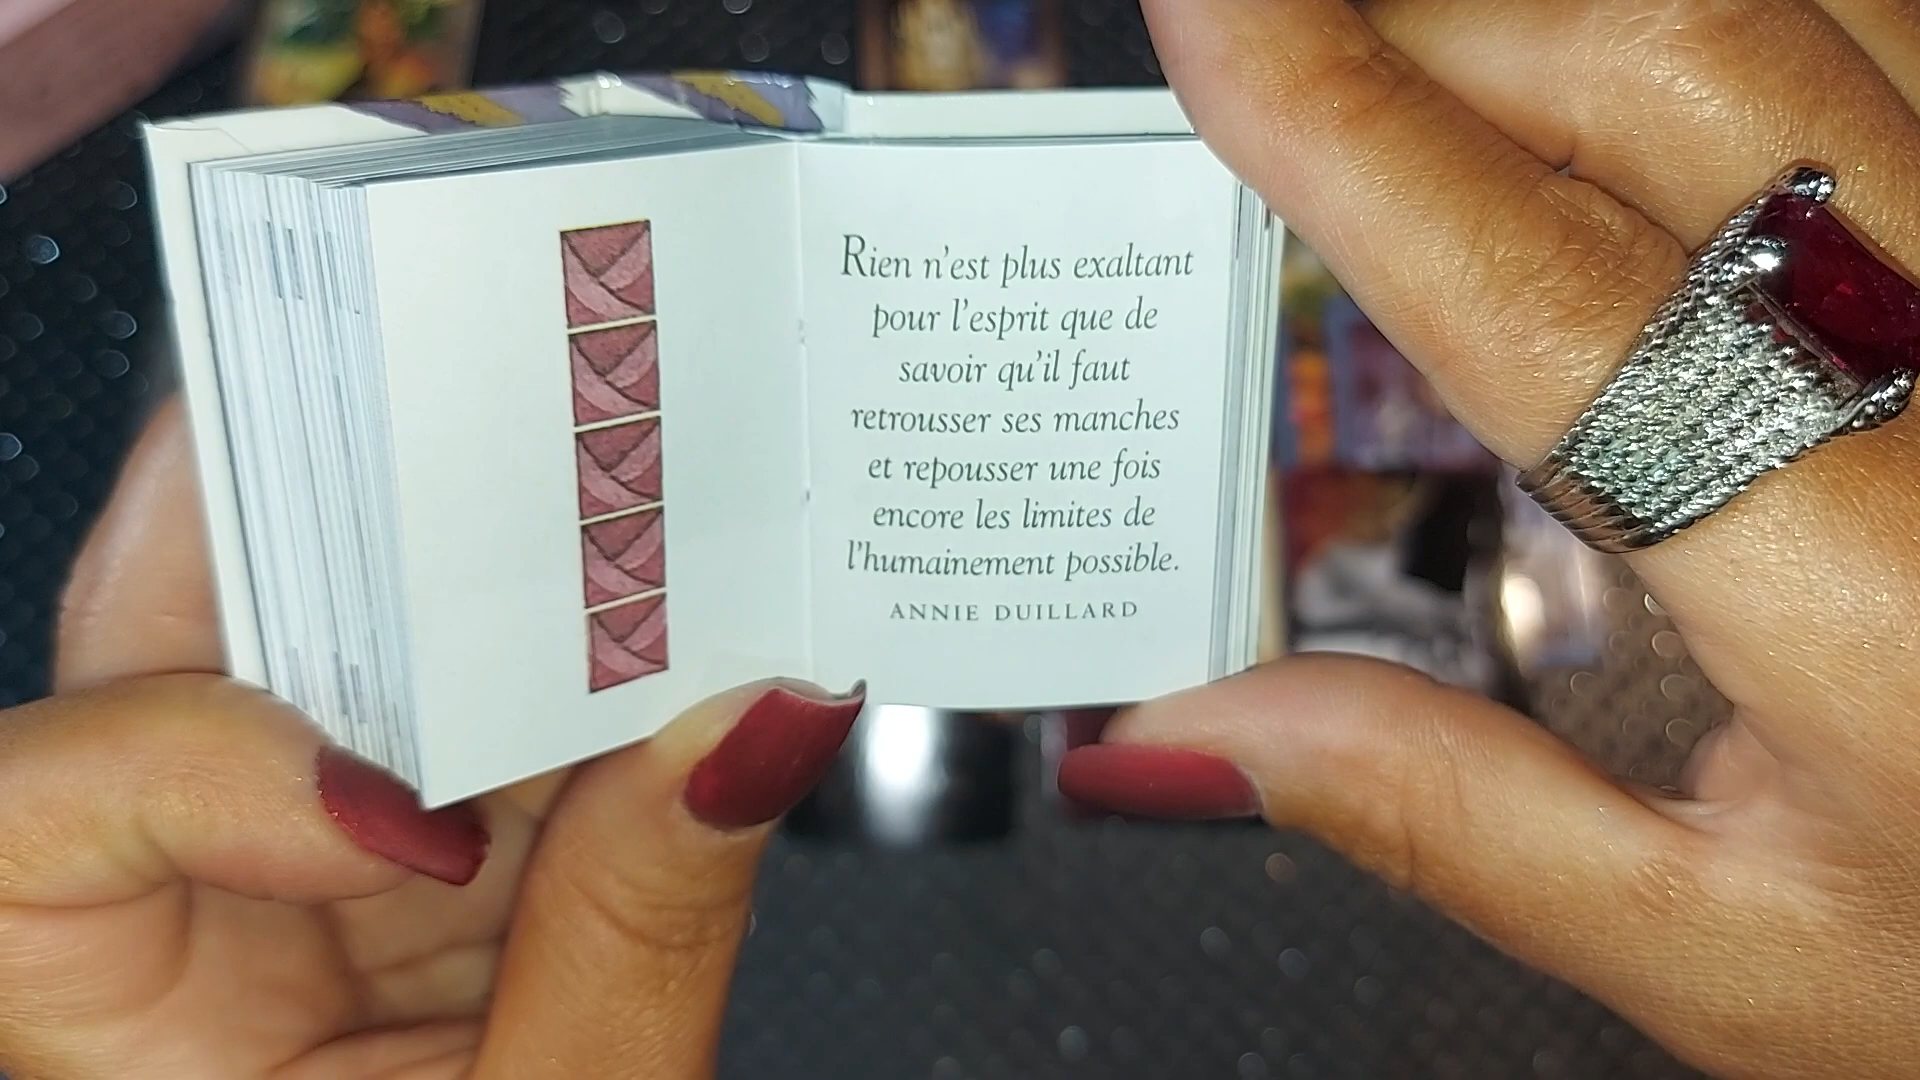 Rien n'est plus exaltant
pour l'esprit que de
savoir qu'il faut
retrousser ses manches
et repousser une fois
encore les limites de
l'humainement possible.
ANNIE DUILLARD